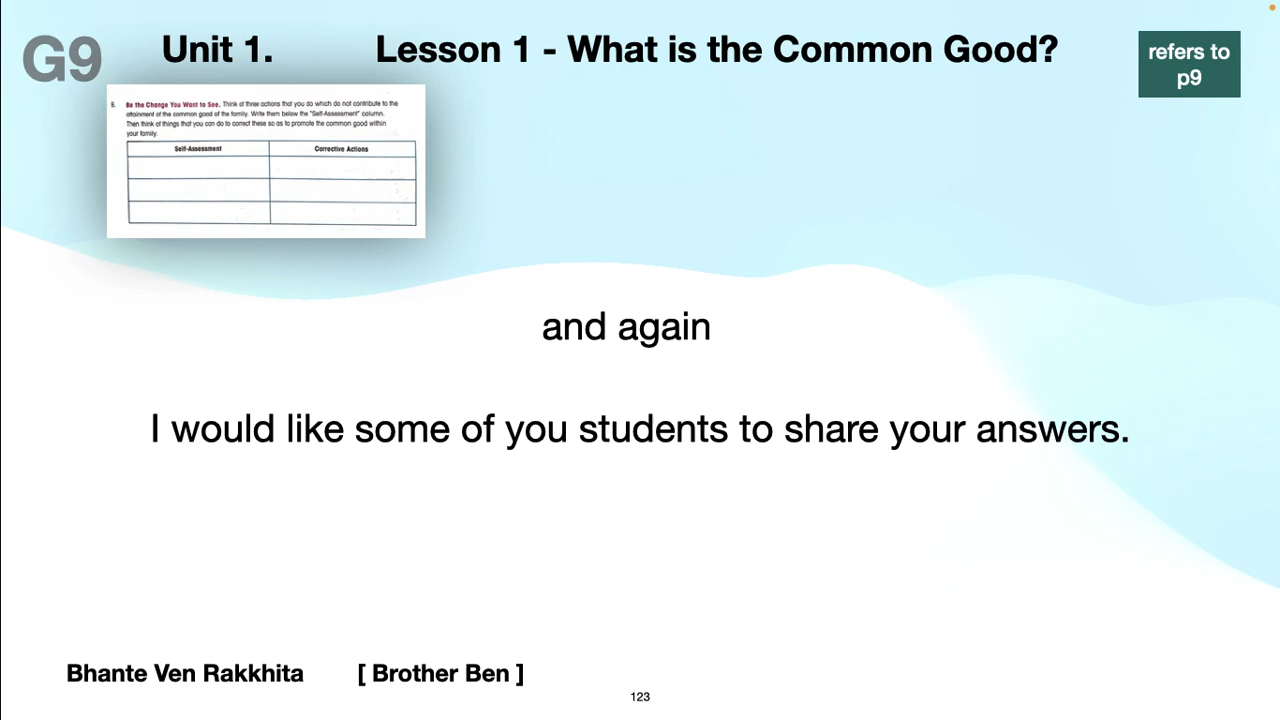 G9
Unit 1. Lesson 1 - What is the Common Good?
refers to
p9
B. Be the Change You Want to See. Think of three actions that you do which do not contribute to the
attainment of the common good of the family. Write them below the "Self-Assessment" column.
Then think of things that you can do to correct these so as to promote the common good within
your family.
Self-Assessment Corrective Actions
and again
I would like some of you students to share your answers.
Bhante Ven Rakkhita [ Brother Ben ]
123